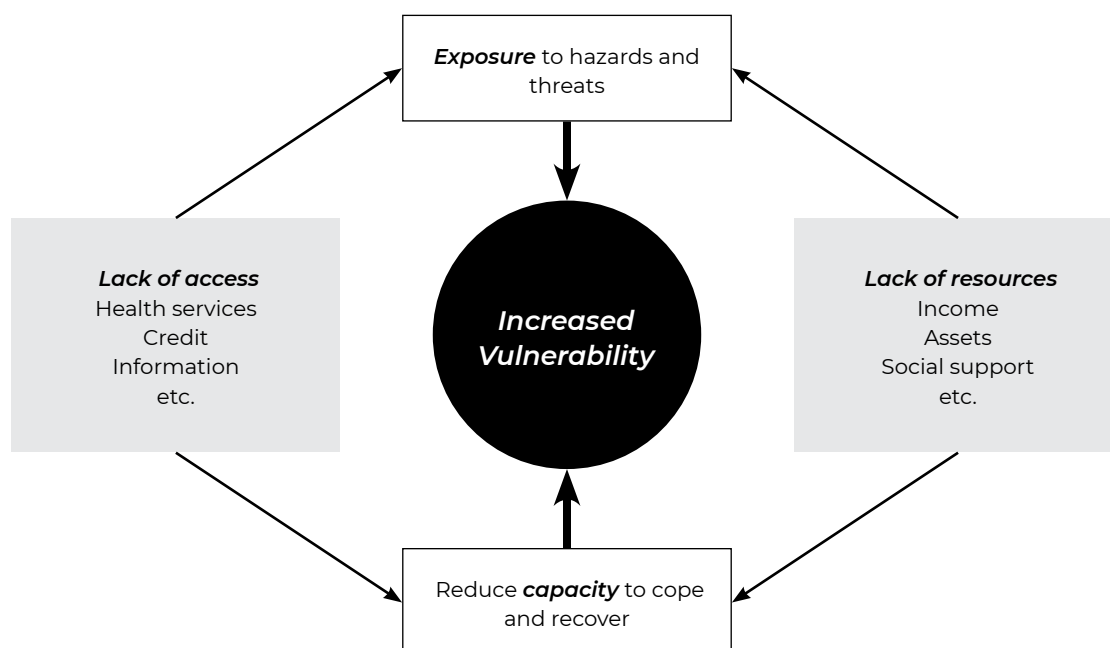 Exposure to hazards and
threats
Lack of access
Health services
Credit
Information
etc.
Increased
Vulnerability
Lack of resources
Income
Assets
Social support
etc.
Reduce capacity to cope
and recover